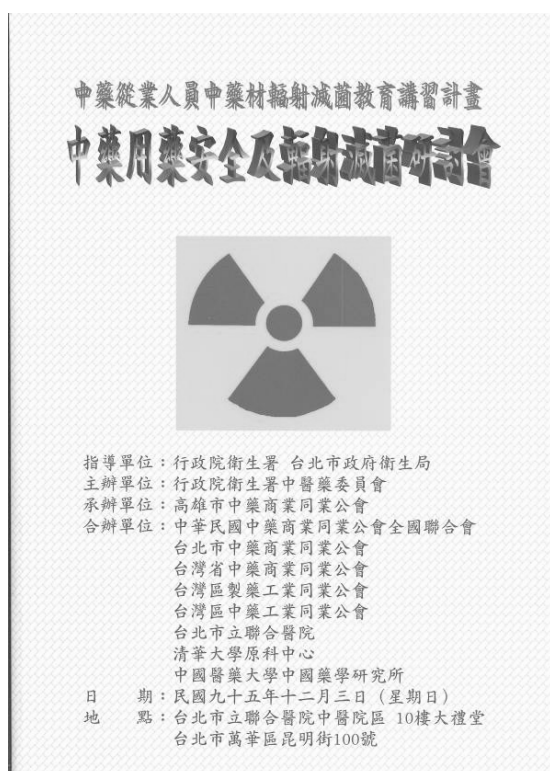 中藥從業人員中藥材輻射滅菌教育講習計畫
中藥用藥安全及輻射滅菌研討會
指導單位：行政院衛生署 台北市政府衛生局
主辦單位：行政院衛生署中醫藥委員會
承辦單位：高雄市中藥商業同業公會
合辦單位：中華民國中藥商業同業公會全國聯合會
台北市中藥商業同業公會
台灣省中藥商業同業公會
台灣區製藥工業同業公會
台灣區中藥工業同業公會
台北市立聯合醫院
清華大學原科中心
中國醫藥大學中國藥學研究所
日　　期：民國九十五年十二月三日（星期日）
地　　點：台北市立聯合醫院中醫院區 10樓大禮堂
台北市萬華區昆明街100號